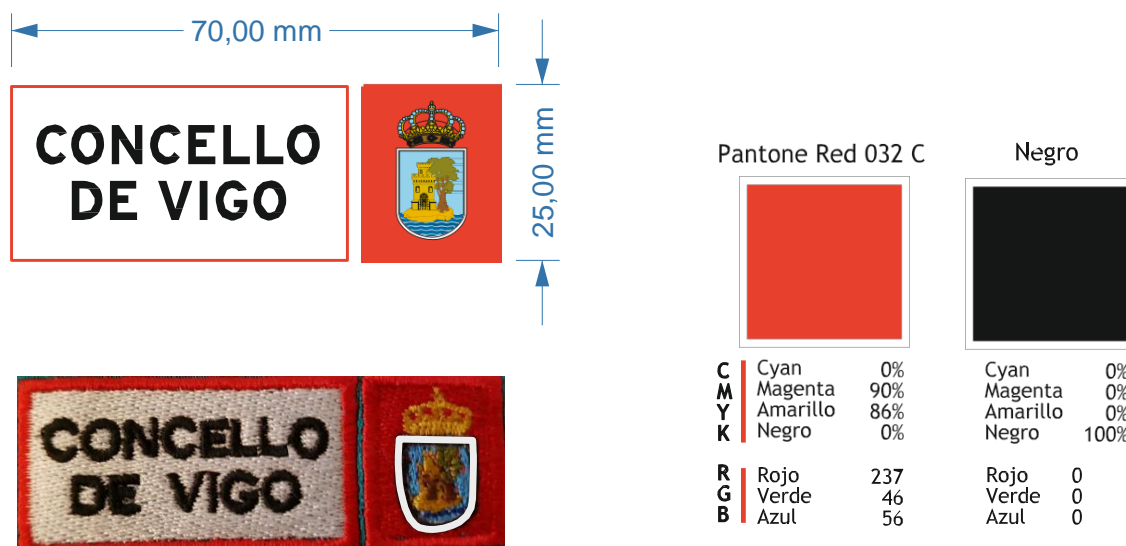 70,00 mm
CONCELLO
DE VIGO
25,00 mm
CONCELLO
DE VIGO
Pantone Red 032 C
Negro
C Cyan 0%
M Magenta 90%
Y Amarillo 86%
K Negro 0%
R Rojo 237
G Verde 46
B Azul 56
Cyan 0%
Magenta 0%
Amarillo 0%
Negro 100%
Rojo 0
Verde 0
Azul 0